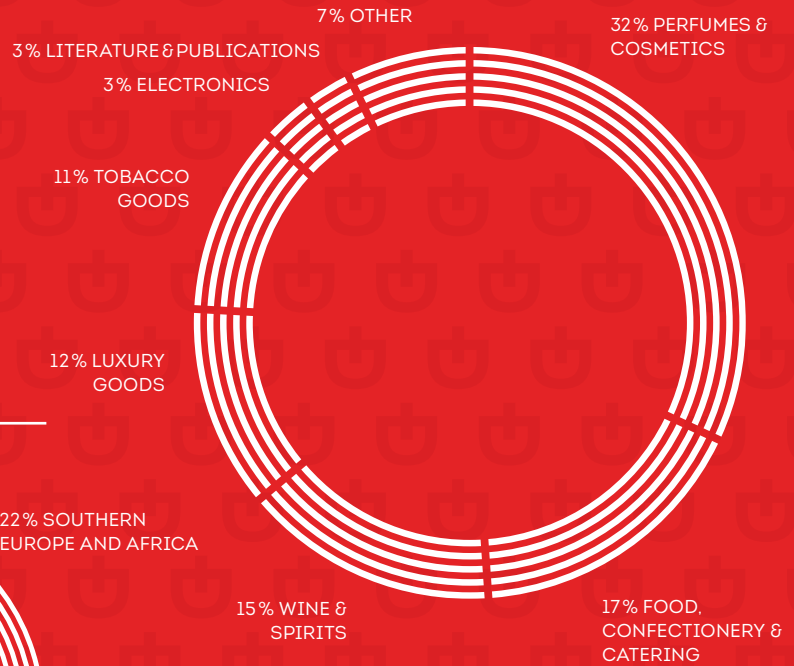 7% OTHER
32% PERFUMES &
COSMETICS
3% LITERATURE & PUBLICATIONS
3% ELECTRONICS
11% TOBACCO
GOODS
12% LUXURY
GOODS
22% SOUTHERN
EUROPE AND AFRICA
15% WINE &
SPIRITS
17% FOOD,
CONFECTIONERY &
CATERING